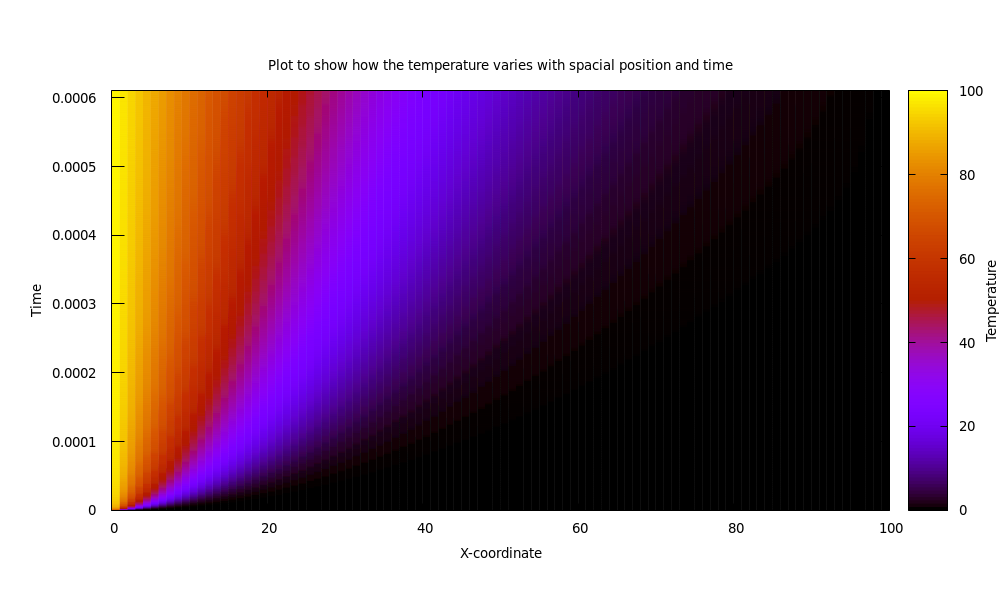 Plot to show how the temperature varies with spacial position and time
0.0006
0.0005
0.0004
0.0003
0.0002
0.0001
0
Time
0 20 40 60 80 100
X-coordinate
100
80
60
40
20
0
Temperature